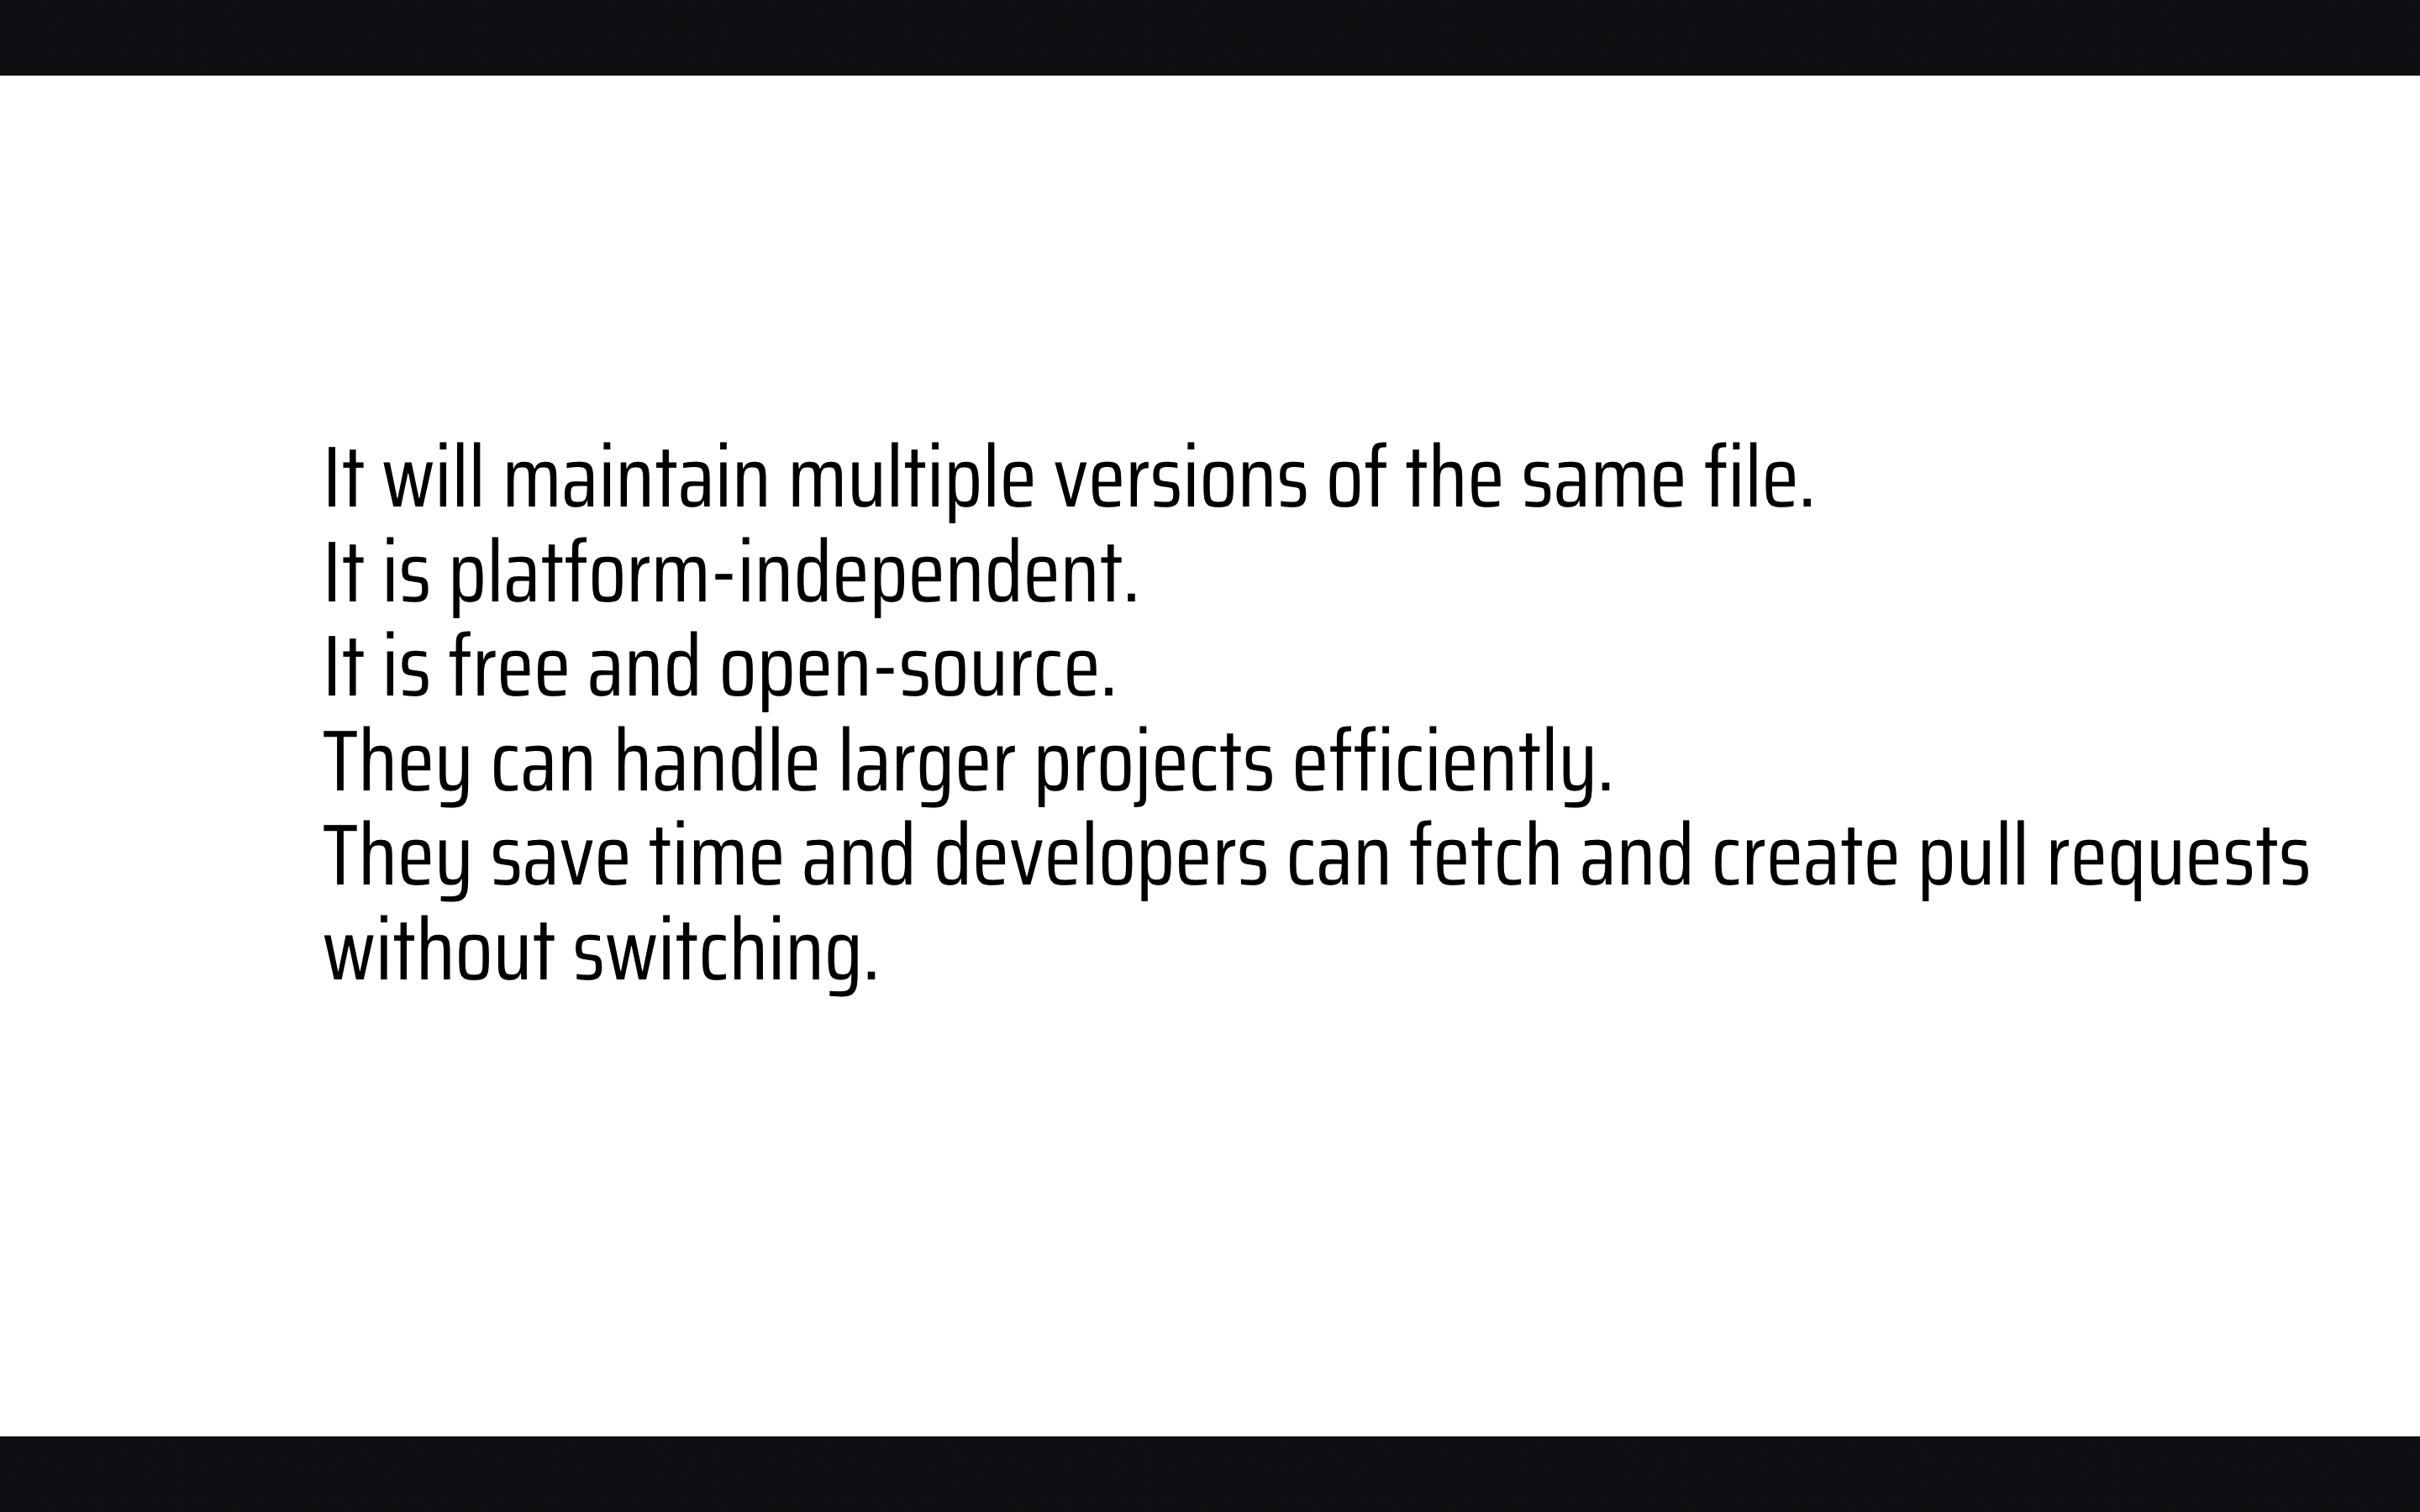 It will maintain multiple versions of the same file.
It is platform-independent.
It is free and open-source.
They can handle larger projects efficiently.
They save time and developers can fetch and create pull requests
without switching.